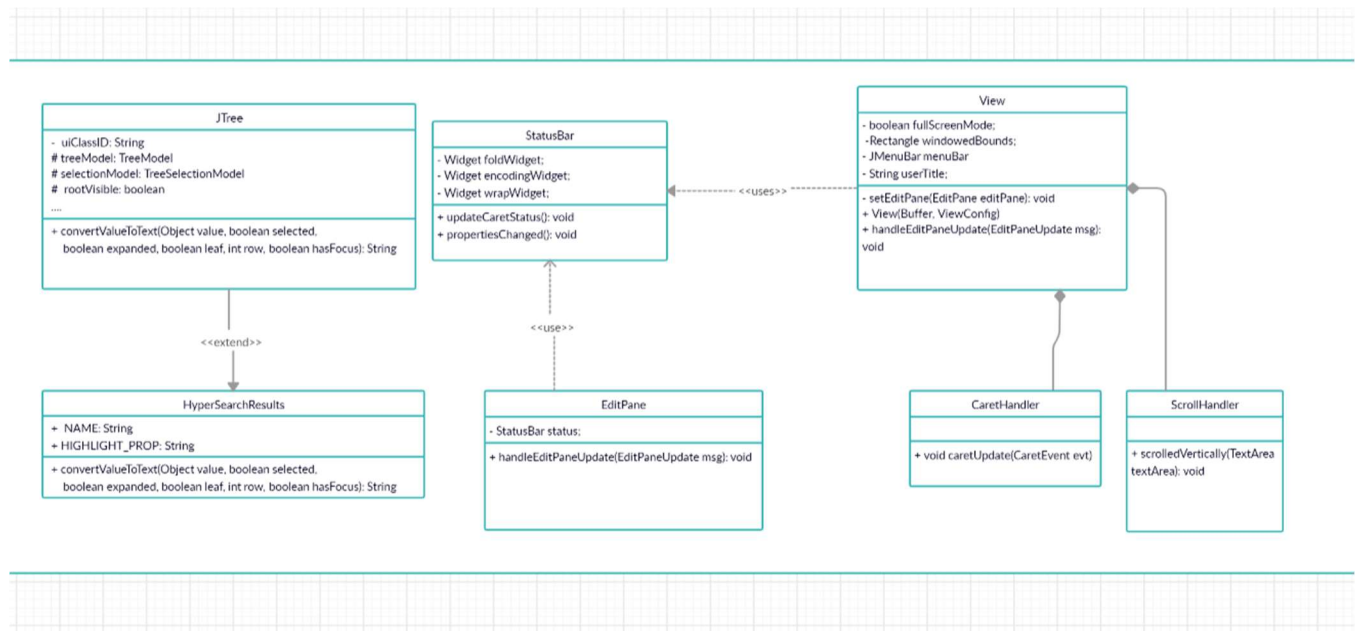 JTree
- uiClassID: String
# treeModel: TreeModel
# selectionModel: TreeSelectionModel
# rootVisible: boolean
....
+ convertValueToText(Object value, boolean selected,
boolean expanded, boolean leaf, int row, boolean hasFocus): String
<<extend>>
HyperSearchResults
+ NAME: String
+ HIGHLIGHT_PROP: String
+ convertValueToText(Object value, boolean selected,
boolean expanded, boolean leaf, int row, boolean hasFocus): String
StatusBar
- Widget foldWidget;
- Widget encodingWidget;
- Widget wrapWidget;
+ updateCaretStatus(): void
+ propertiesChanged(): void
<<use>>
EditPane
- StatusBar status;
+ handleEditPaneUpdate(EditPaneUpdate msg): void
<<uses>>
View
- boolean fullScreenMode;
-Rectangle windowedBounds;
- JMenuBar menuBar
- String userTitle;
- setEditPane(EditPane editPane): void
+ View(Buffer, ViewConfig)
+ handleEditPaneUpdate(EditPaneUpdate msg):
void
CaretHandler
+ void caretUpdate(CaretEvent evt)
ScrollHandler
+ scrolledVertically(TextArea
textArea): void